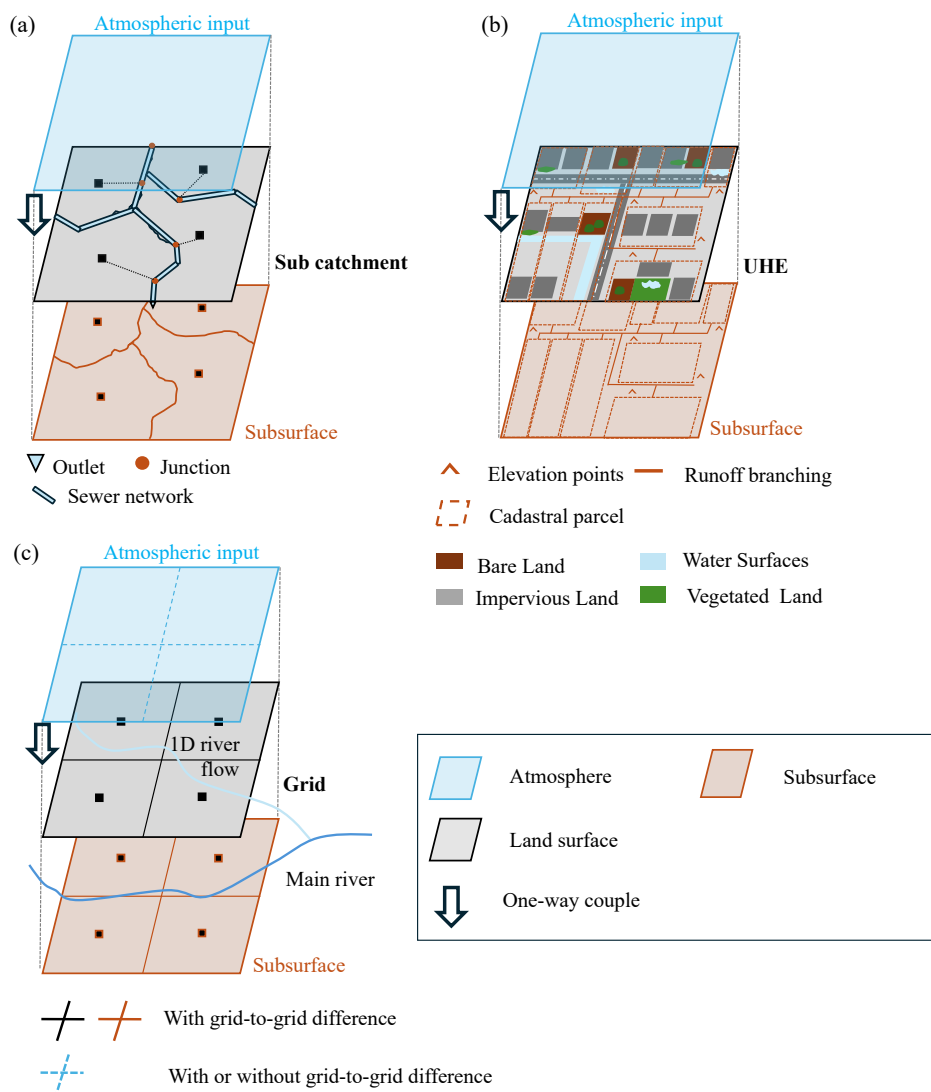 (a)
Atmospheric input
Sub catchment
Subsurface
Outlet
Junction
Sewer network
(b)
Atmospheric input
UHE
Subsurface
Elevation points
Runoff branching
Cadastral parcel
Bare Land
Water Surfaces
Impervious Land
Vegetated Land
(c)
Atmospheric input
1D river
flow
Grid
Main river
Subsurface
With grid-to-grid difference
With or without grid-to-grid difference
Atmosphere
Subsurface
Land surface
One-way couple